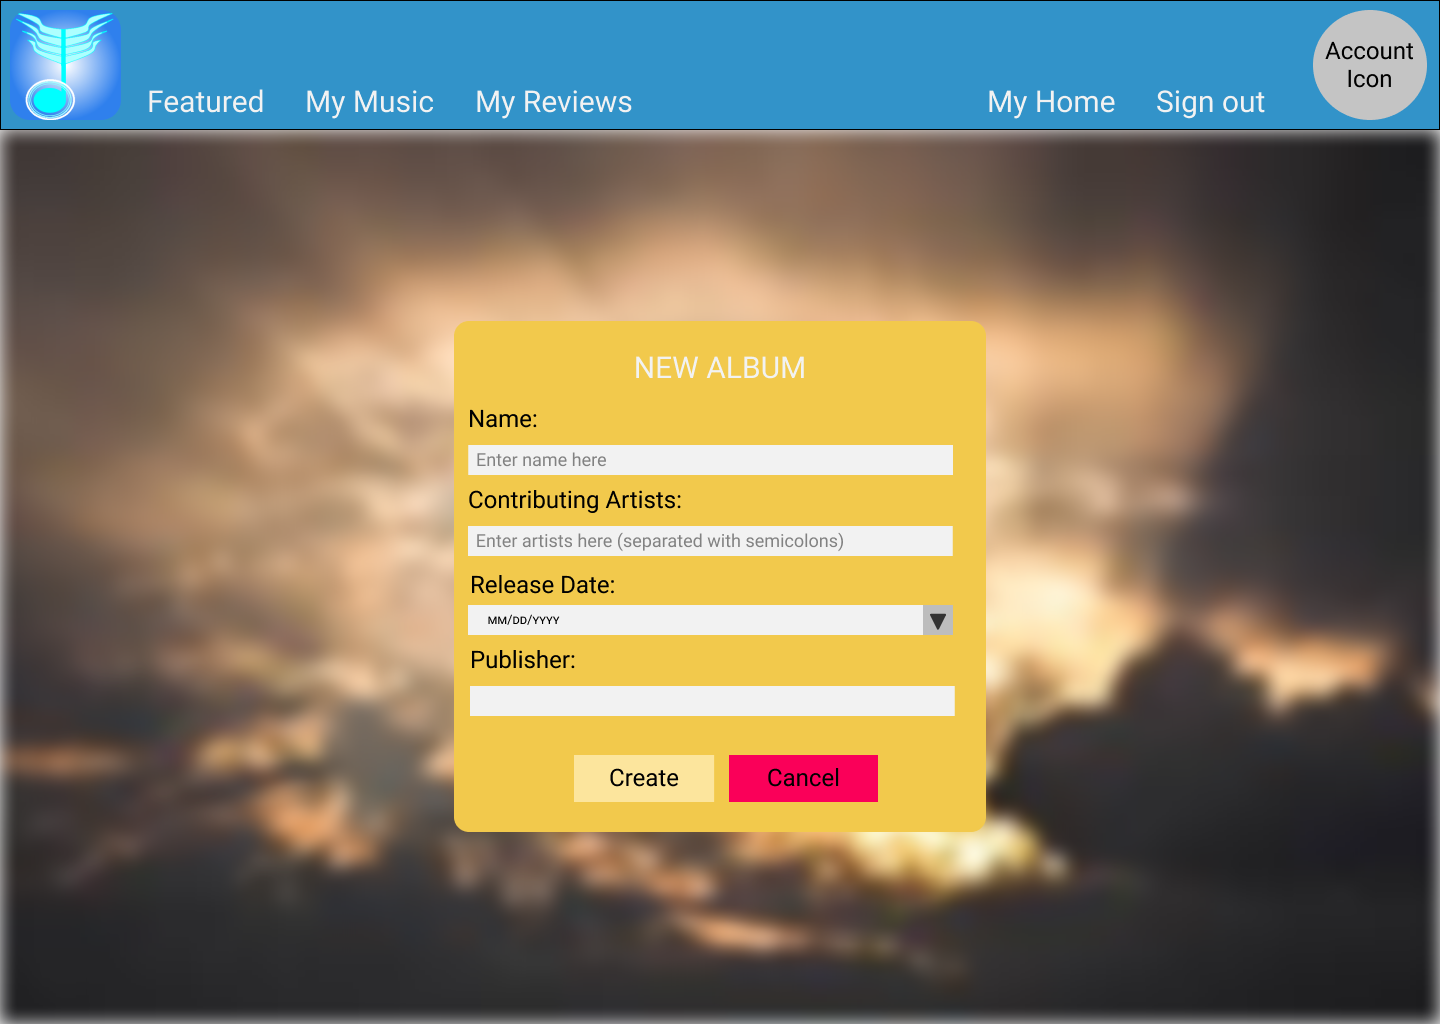 Featured
My Music
My Reviews
My Home
Sign out
Account
Icon
NEW ALBUM
Name:
Enter name here
Contributing Artists:
Enter artists here (separated with semicolons)
Release Date:
MM/DD/YYYY
Publisher:
Create
Cancel